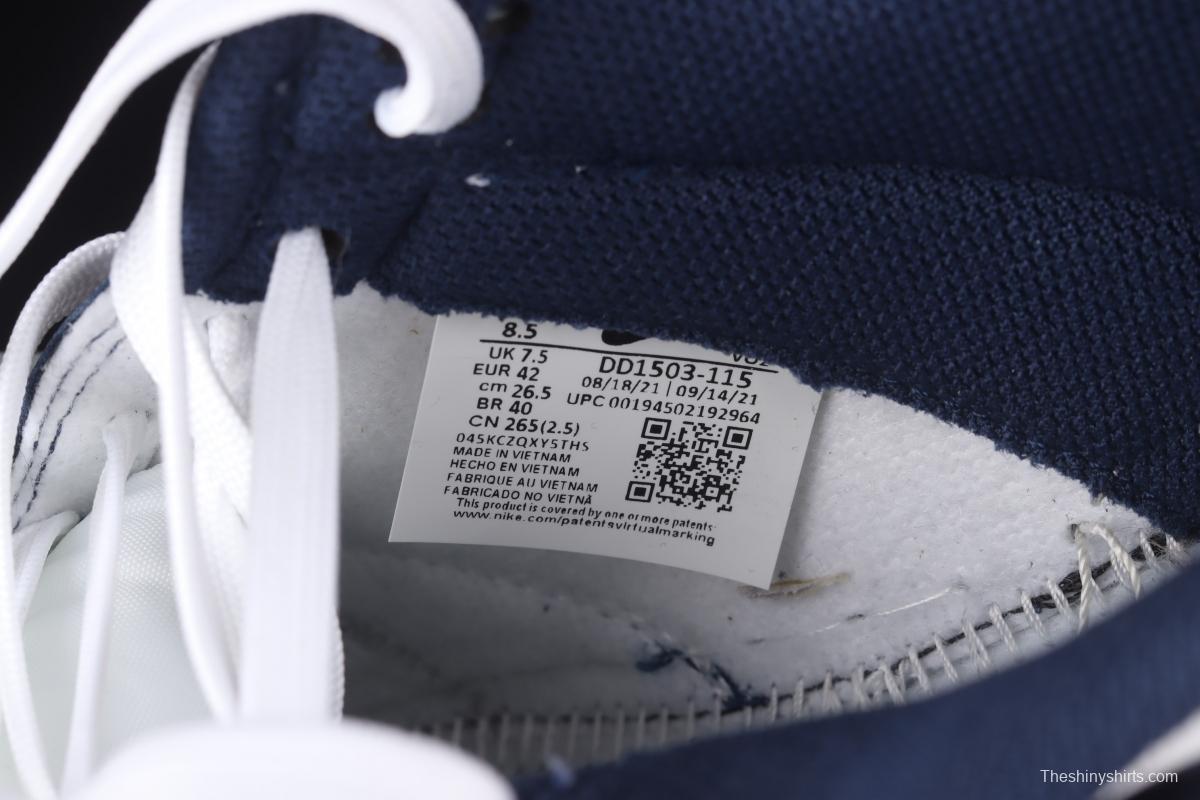 8.5
UK 7.5
EUR 42
cm 26.5
BR 40
CN 265(2.5)
DD1503-115
08/18/21 | 09/14/21
UPC 00194502192964
045KCZQXY5THS
MADE IN VIETNAM
HECHO EN VIETNAM
FABRIQUE AU VIETNAM
FABRICADO NO VIETNÃ
This product is covered by one or more patents·
www.nike.com/patentsvirtualmarking
Theshinyshirts.com